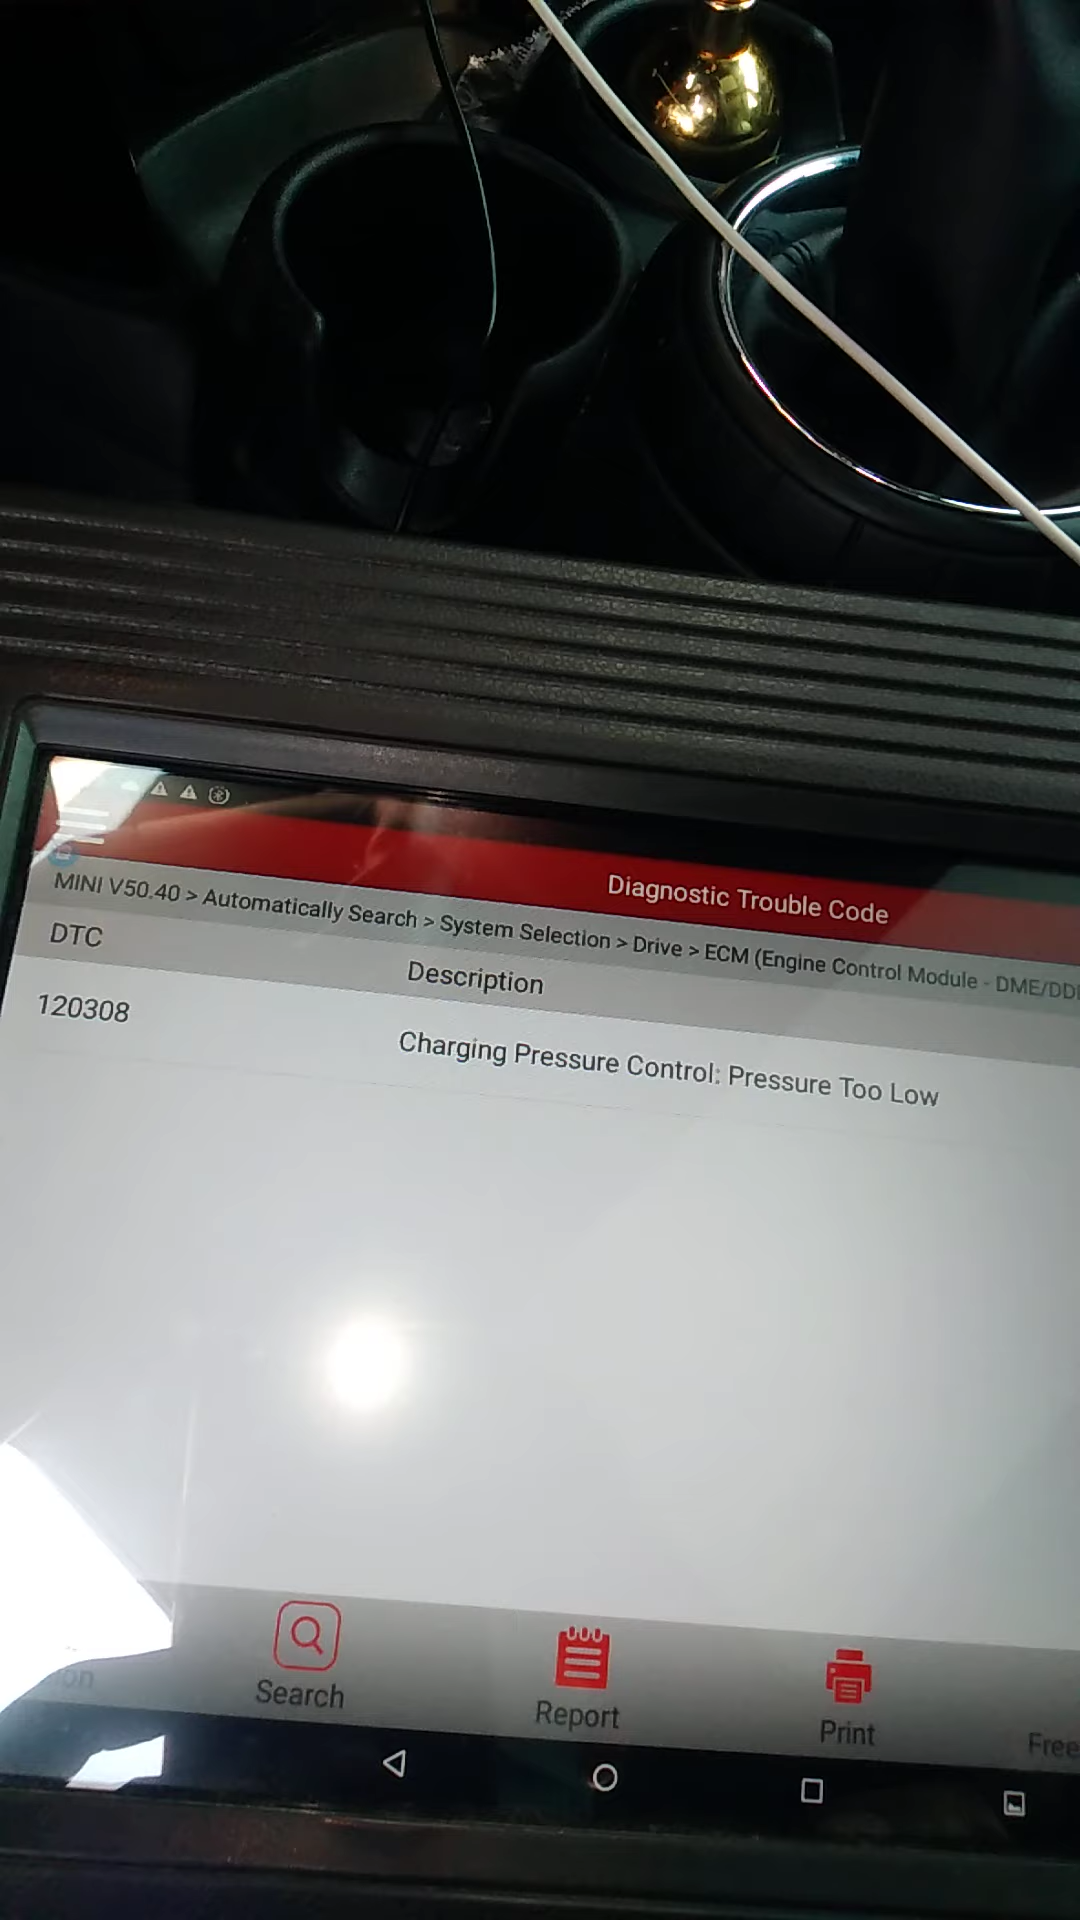 Diagnostic Trouble Code
MINI V50.40 > Automatically Search > System Selection > Drive > ECM (Engine Control Module - DME/DD
DTC
Description
120308
Charging Pressure Control: Pressure Too Low
Search
Report
Print
Free